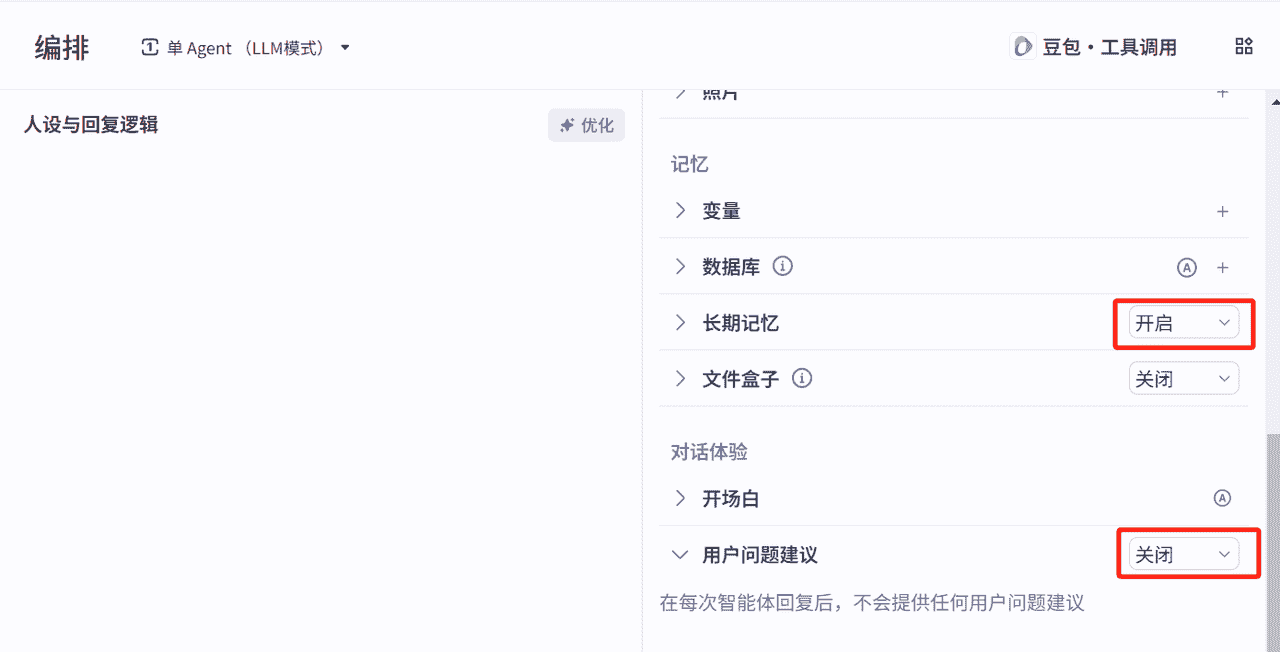 编排
单 Agent （LLM模式）
豆包・工具调用
人设与回复逻辑
优化
照片
记忆
变量
数据库
长期记忆
开启
文件盒子
关闭
对话体验
开场白
用户问题建议
关闭
在每次智能体回复后，不会提供任何用户问题建议